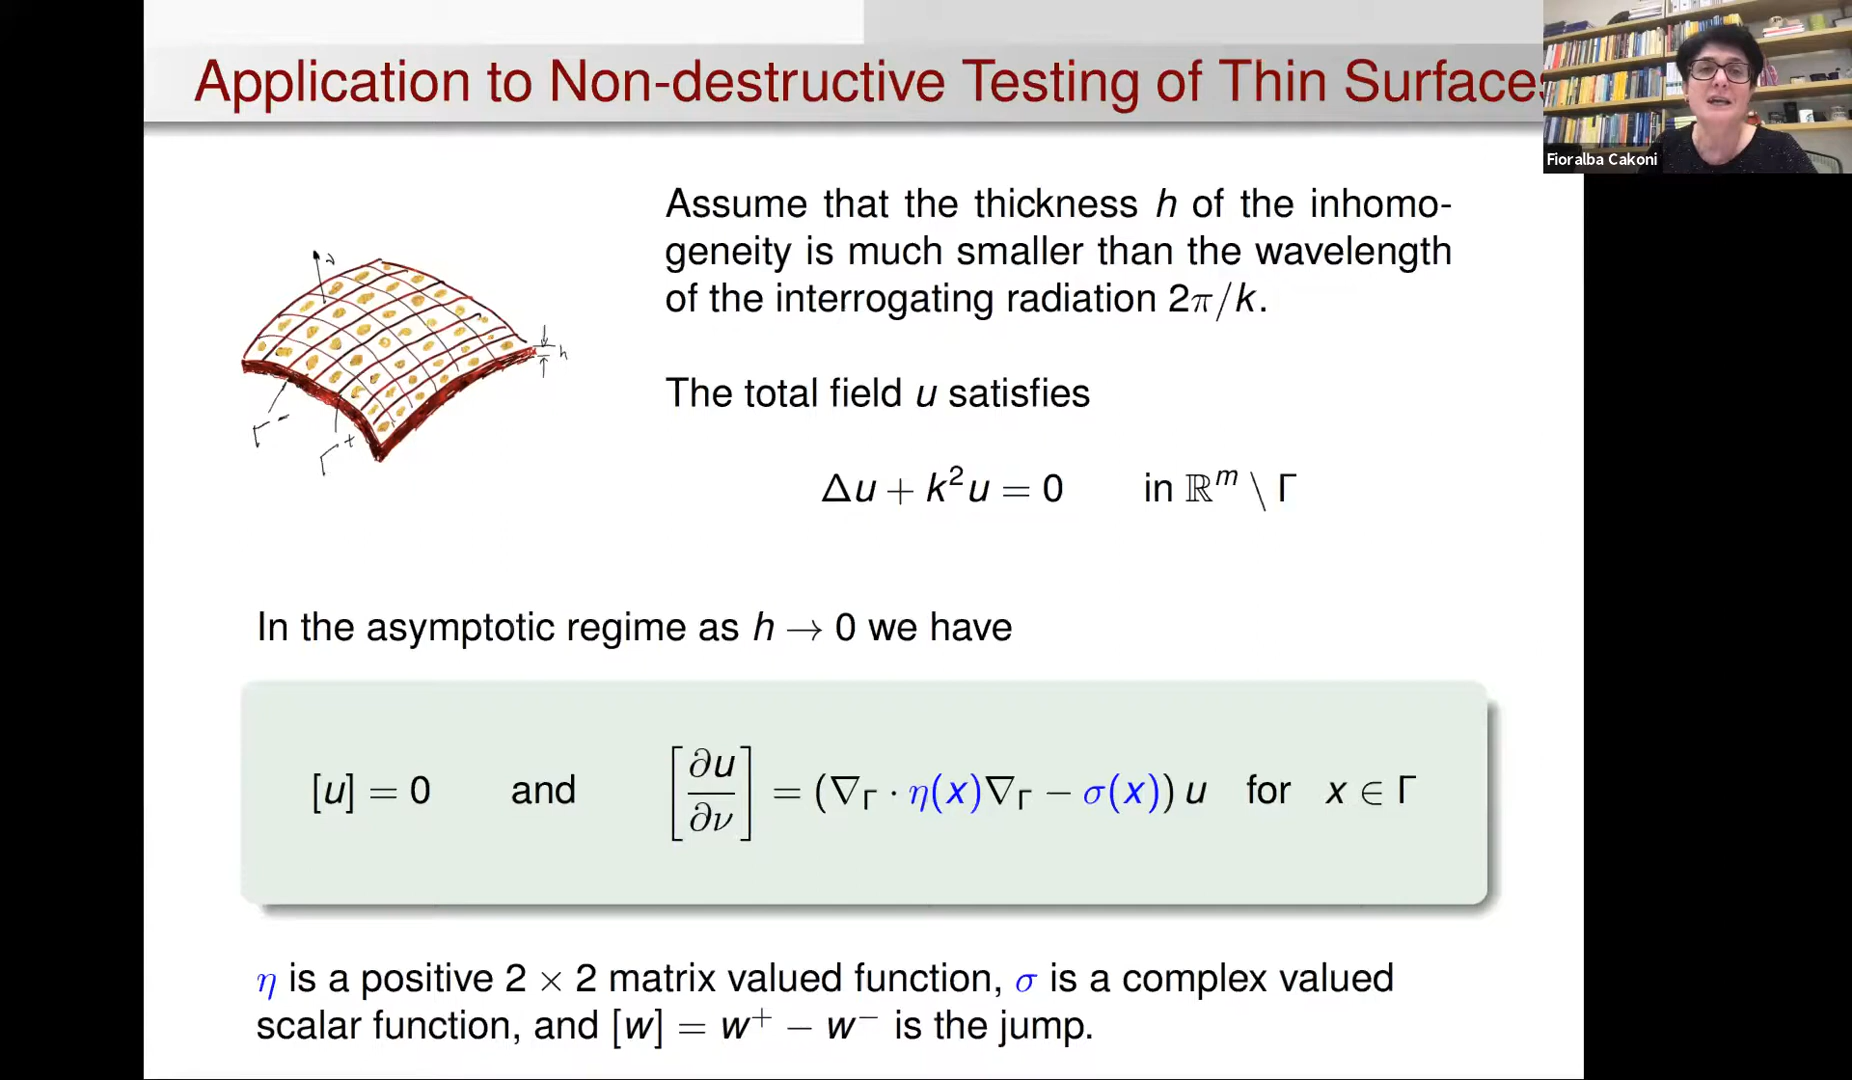 Application to Non-destructive Testing of Thin Surfaces
Fioralba Cakoni
Assume that the thickness h of the inhomo-
geneity is much smaller than the wavelength
of the interrogating radiation 2π/k.
ν
h
Γ−
Γ+
The total field u satisfies
Δu + k²u = 0 in ℝᵐ \ Γ
In the asymptotic regime as h → 0 we have
[u] = 0 and [∂u/∂ν] = (∇_Γ · η(x)∇_Γ − σ(x)) u for x ∈ Γ
η is a positive 2 × 2 matrix valued function, σ is a complex valued
scalar function, and [w] = w⁺ − w⁻ is the jump.